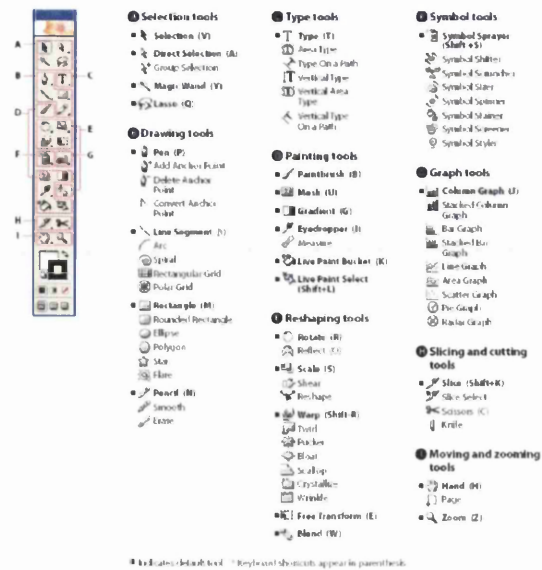 A
B
C
D
E
F
G
H
I
Selection tools
Selection (V)
Direct Selection (A)
Group Selection
Magic Wand (Y)
Lasso (Q)
Drawing tools
Pen (P)
Add Anchor Point
Delete Anchor
Point
Convert Anchor
Point
Line Segment (\)
Arc
Spiral
Rectangular Grid
Polar Grid
Rectangle (M)
Rounded Rectangle
Ellipse
Polygon
Star
Flare
Pencil (N)
Smooth
Erase
Type tools
Type (T)
Area Type
Type On a Path
Vertical Type
Vertical Area
Type
Vertical Type
On a Path
Painting tools
Paintbrush (B)
Mesh (U)
Gradient (G)
Eyedropper (I)
Measure
Live Paint Bucket (K)
Live Paint Select
(Shift+L)
Reshaping tools
Rotate (R)
Reflect (O)
Scale (S)
Shear
Reshape
Warp (Shift-R)
Twirl
Pucker
Bloat
Scallop
Crystallize
Wrinkle
Free Transform (E)
Blend (W)
Symbol tools
Symbol Sprayer
(Shift+S)
Symbol Shifter
Symbol Scruncher
Symbol Sizer
Symbol Spinner
Symbol Stainer
Symbol Screener
Symbol Styler
Graph tools
Column Graph (J)
Stacked Column
Graph
Bar Graph
Stacked Bar
Graph
Line Graph
Area Graph
Scatter Graph
Pie Graph
Radar Graph
Slicing and cutting
tools
Slice (Shift+K)
Slice Select
Scissors (C)
Knife
Moving and zooming
tools
Hand (H)
Page
Zoom (Z)
Indicates default tool * Keyboard shortcuts appear in parenthesis